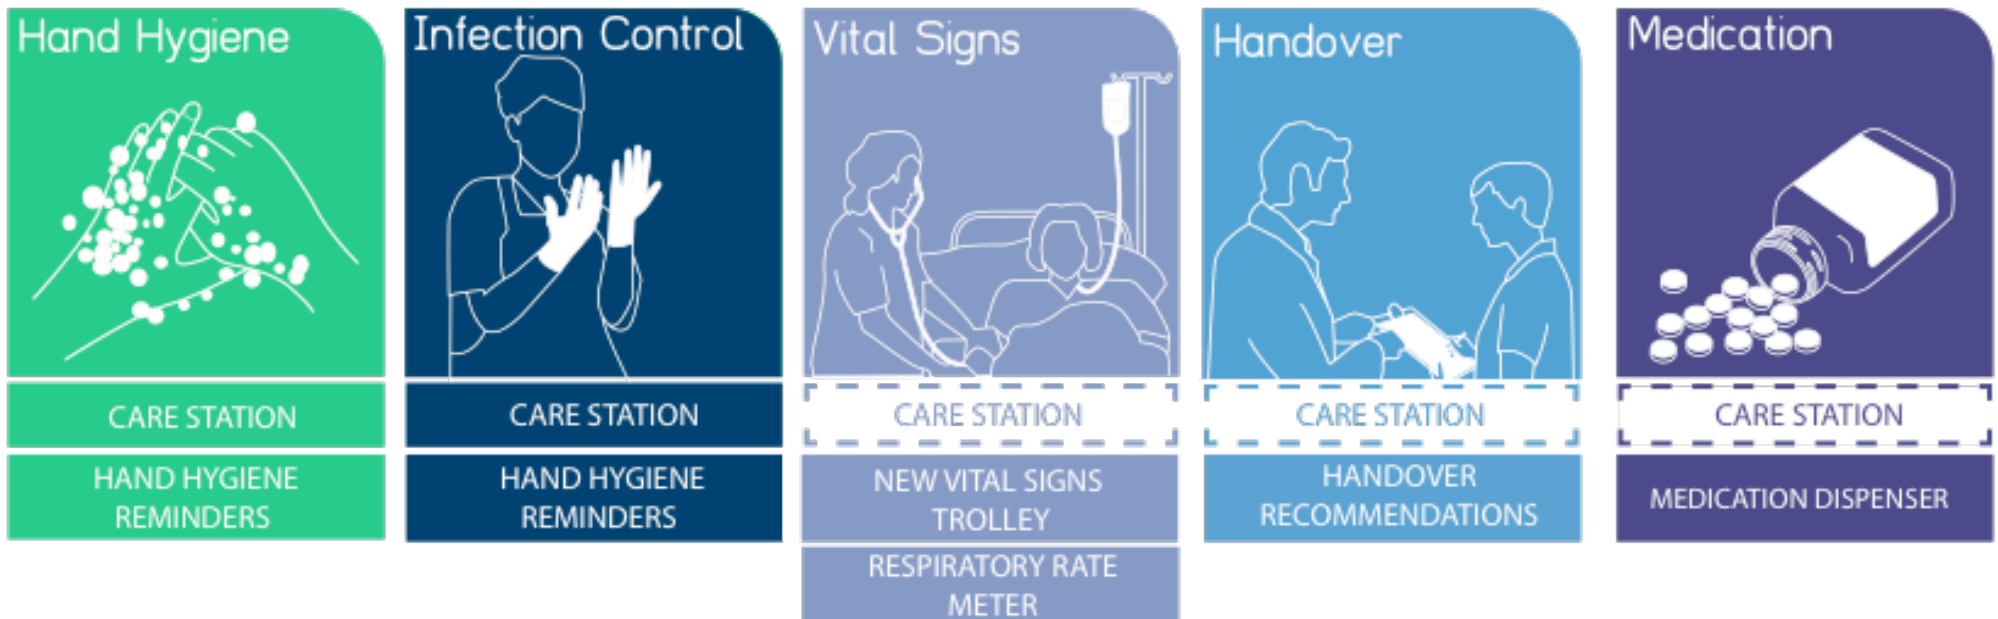 Hand Hygiene
CARE STATION
HAND HYGIENE
REMINDERS
Infection Control
CARE STATION
HAND HYGIENE
REMINDERS
Vital Signs
CARE STATION
NEW VITAL SIGNS
TROLLEY
RESPIRATORY RATE
METER
Handover
CARE STATION
HANDOVER
RECOMMENDATIONS
Medication
CARE STATION
MEDICATION DISPENSER